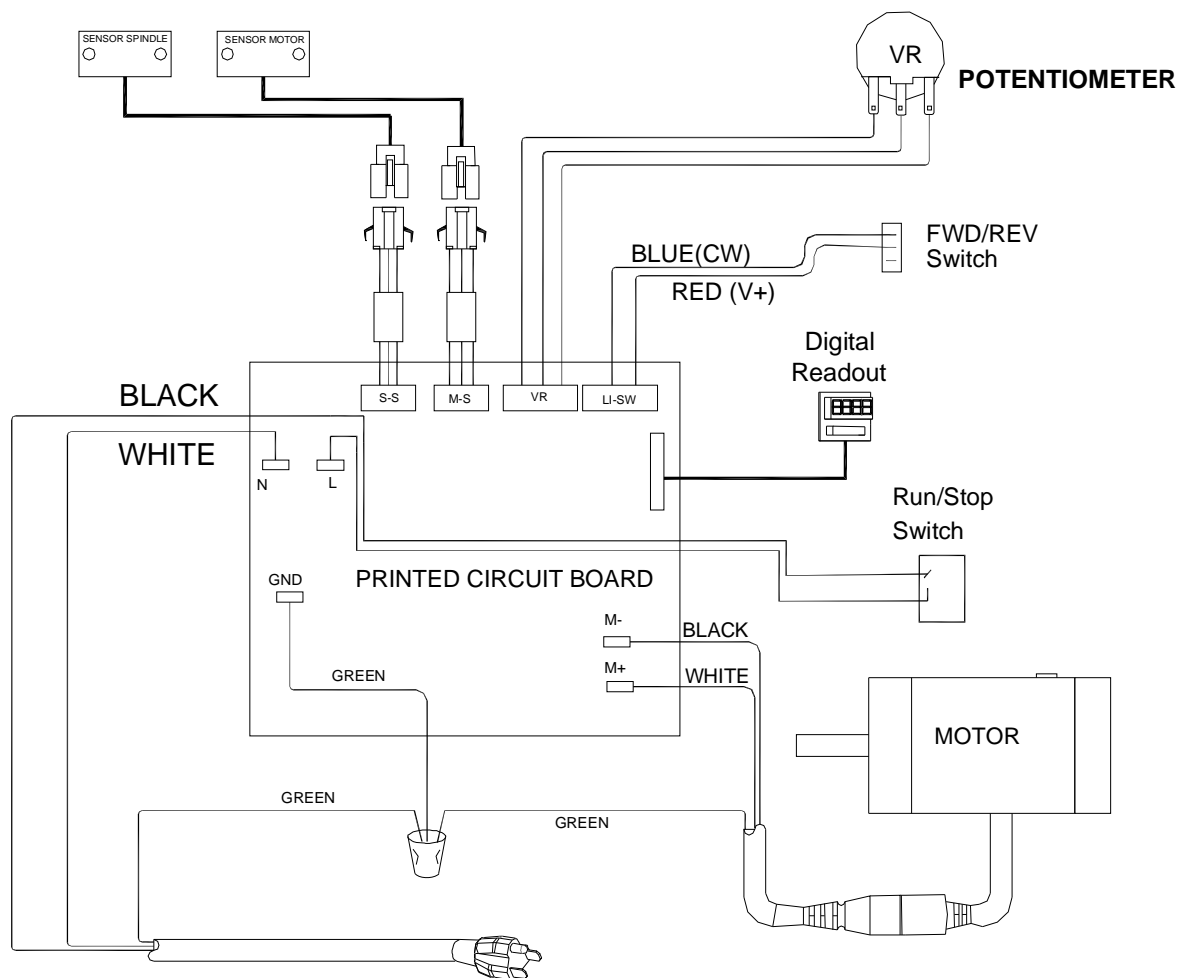 SENSOR SPINDLE
SENSOR MOTOR
VR
POTENTIOMETER
BLUE(CW)
RED (V+)
FWD/REV
Switch
Digital
Readout
BLACK
WHITE
S-S
M-S
VR
LI-SW
N
L
Run/Stop
Switch
GND
PRINTED CIRCUIT BOARD
M-
BLACK
M+
WHITE
GREEN
MOTOR
GREEN
GREEN